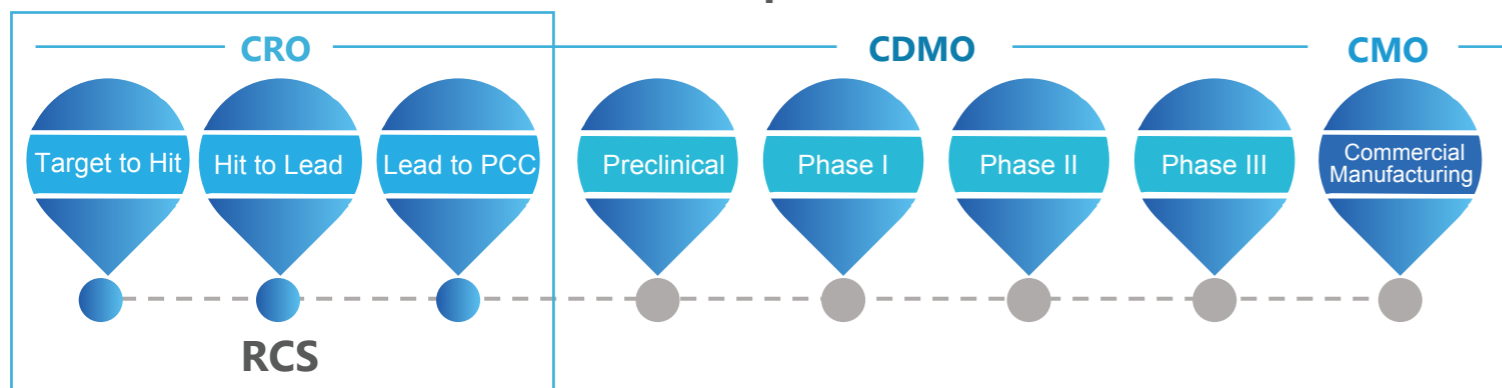 CRO
CDMO
CMO
Target to Hit
Hit to Lead
Lead to PCC
Preclinical
Phase I
Phase II
Phase III
Commercial
Manufacturing
RCS